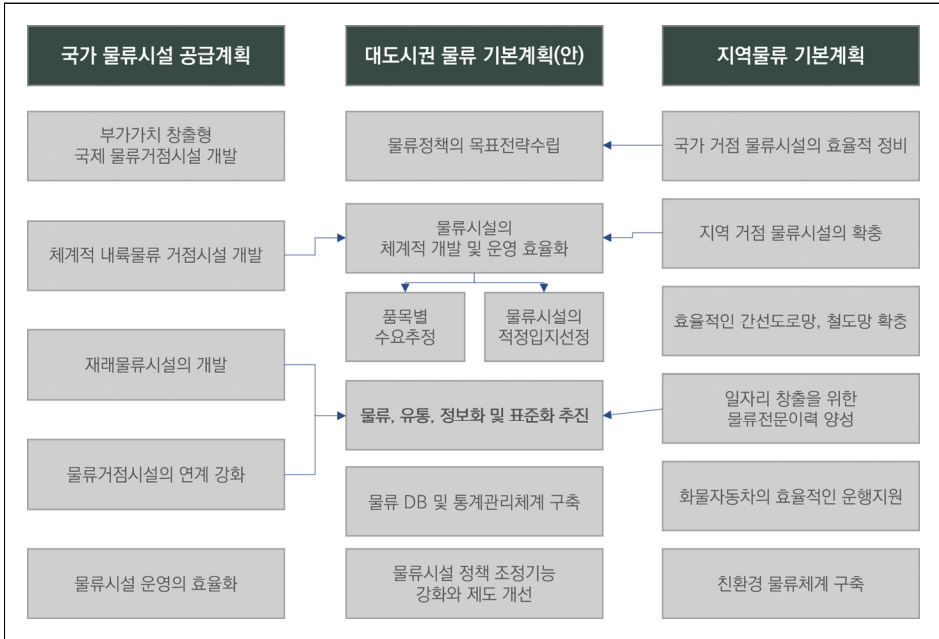 국가 물류시설 공급계획
대도시권 물류 기본계획(안)
지역물류 기본계획
부가가치 창출형
국제 물류거점시설 개발
물류정책의 목표전략수립
국가 거점 물류시설의 효율적 정비
체계적 내륙물류 거점시설 개발
물류시설의
체계적 개발 및 운영 효율화
지역 거점 물류시설의 확충
품목별
수요추정
물류시설의
적정입지선정
효율적인 간선도로망, 철도망 확충
재래물류시설의 개발
물류, 유통, 정보화 및 표준화 추진
일자리 창출을 위한
물류전문이력 양성
물류거점시설의 연계 강화
물류 DB 및 통계관리체계 구축
화물자동차의 효율적인 운행지원
물류시설 운영의 효율화
물류시설 정책 조정기능
강화와 제도 개선
친환경 물류체계 구축